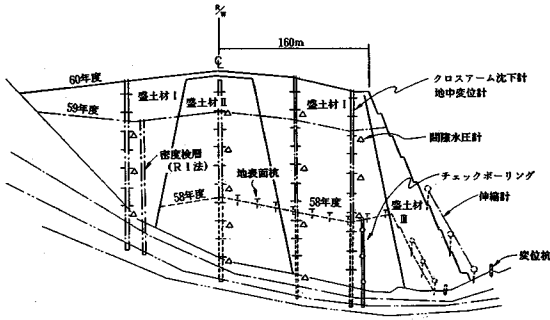 R/W
160m
℄
クロスアーム沈下計
地中変位計
60年度
盛土材Ⅰ
盛土材Ⅱ
盛土材Ⅰ
59年度
間隙水圧計
密度検層
(RI法)
地表面杭
チェックボーリング
58年度
58年度
盛土材
Ⅲ
伸縮計
変位杭